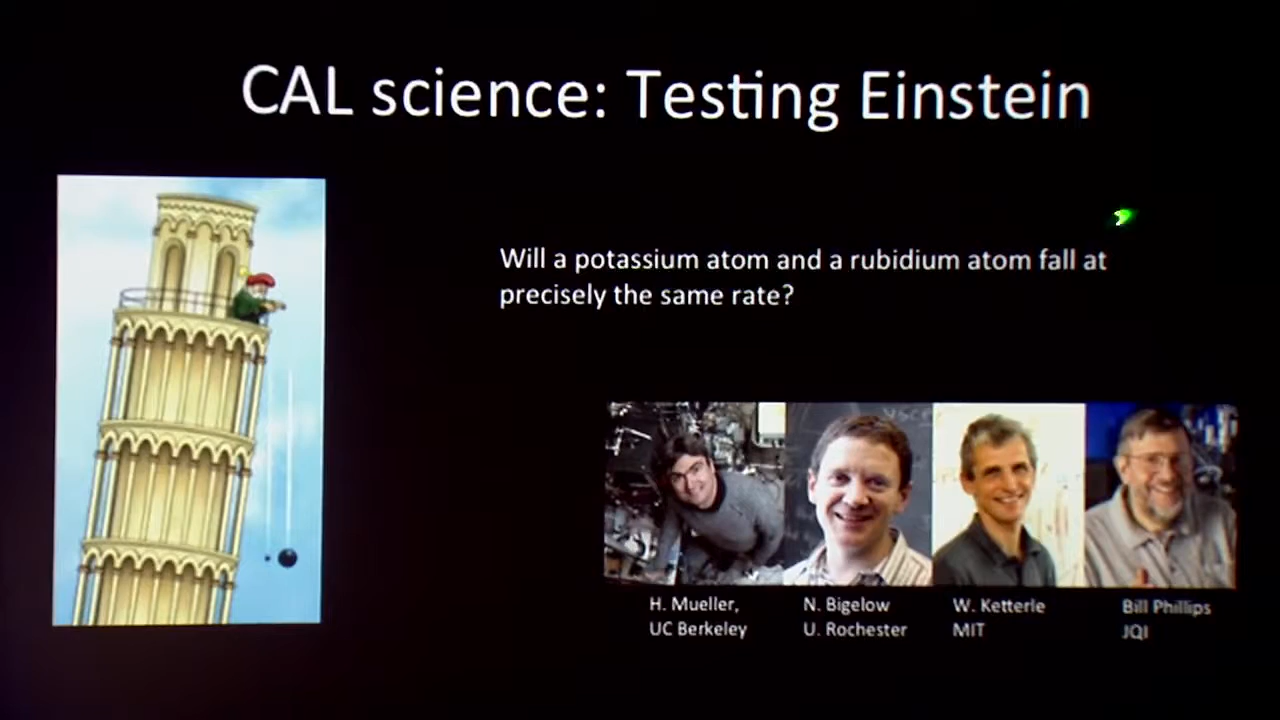 CAL science: Testing Einstein
Will a potassium atom and a rubidium atom fall at
precisely the same rate?
H. Mueller,
UC Berkeley
N. Bigelow
U. Rochester
W. Ketterle
MIT
Bill Phillips
JQI